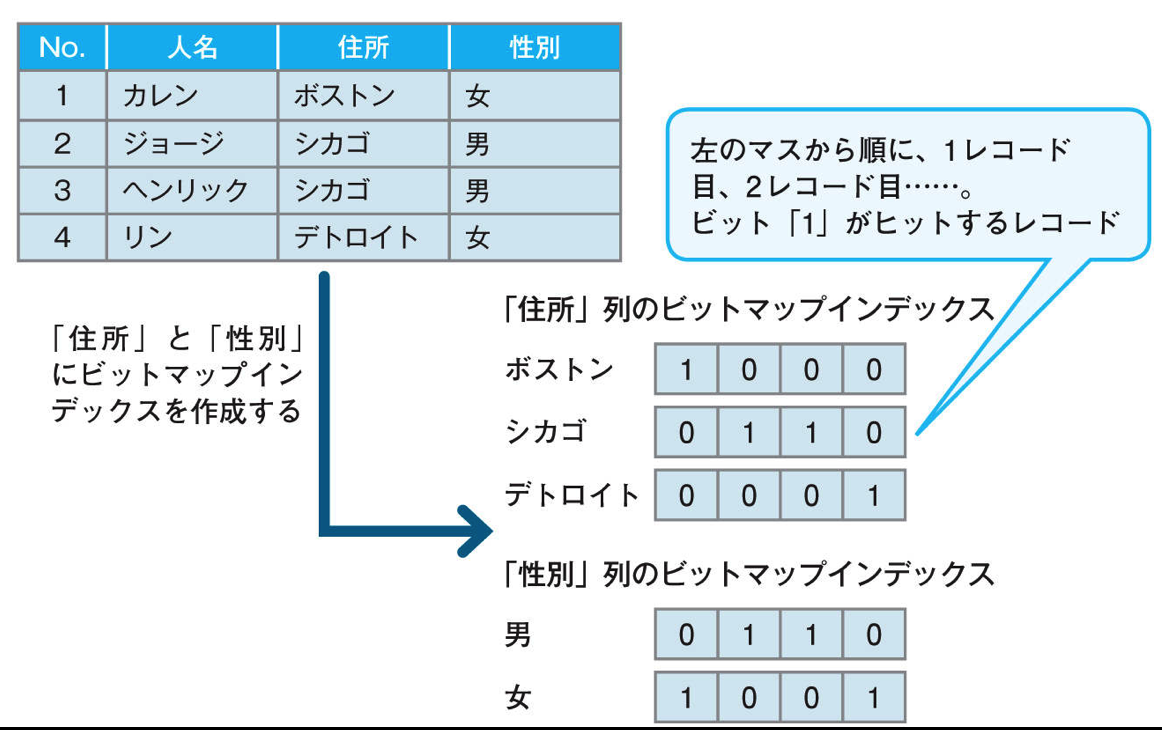 No. 人名 住所 性別
1 カレン ボストン 女
2 ジョージ シカゴ 男
3 ヘンリック シカゴ 男
4 リン デトロイト 女
左のマスから順に、1レコード
目、2レコード目……。
ビット「1」がヒットするレコード
「住所」と「性別」
にビットマップイン
デックスを作成する
「住所」列のビットマップインデックス
ボストン 1 0 0 0
シカゴ 0 1 1 0
デトロイト 0 0 0 1
「性別」列のビットマップインデックス
男 0 1 1 0
女 1 0 0 1